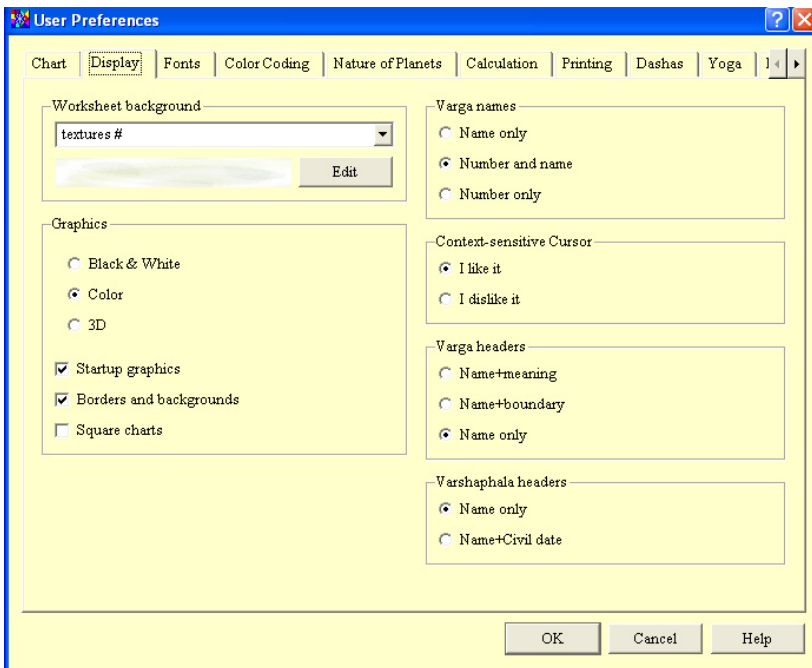 User Preferences
Chart Display Fonts Color Coding Nature of Planets Calculation Printing Dashas Yoga
Worksheet background
textures #
Edit
Graphics
Black & White
Color
3D
Startup graphics
Borders and backgrounds
Square charts
Varga names
Name only
Number and name
Number only
Context-sensitive Cursor
I like it
I dislike it
Varga headers
Name+meaning
Name+boundary
Name only
Varshaphala headers
Name only
Name+Civil date
OK Cancel Help